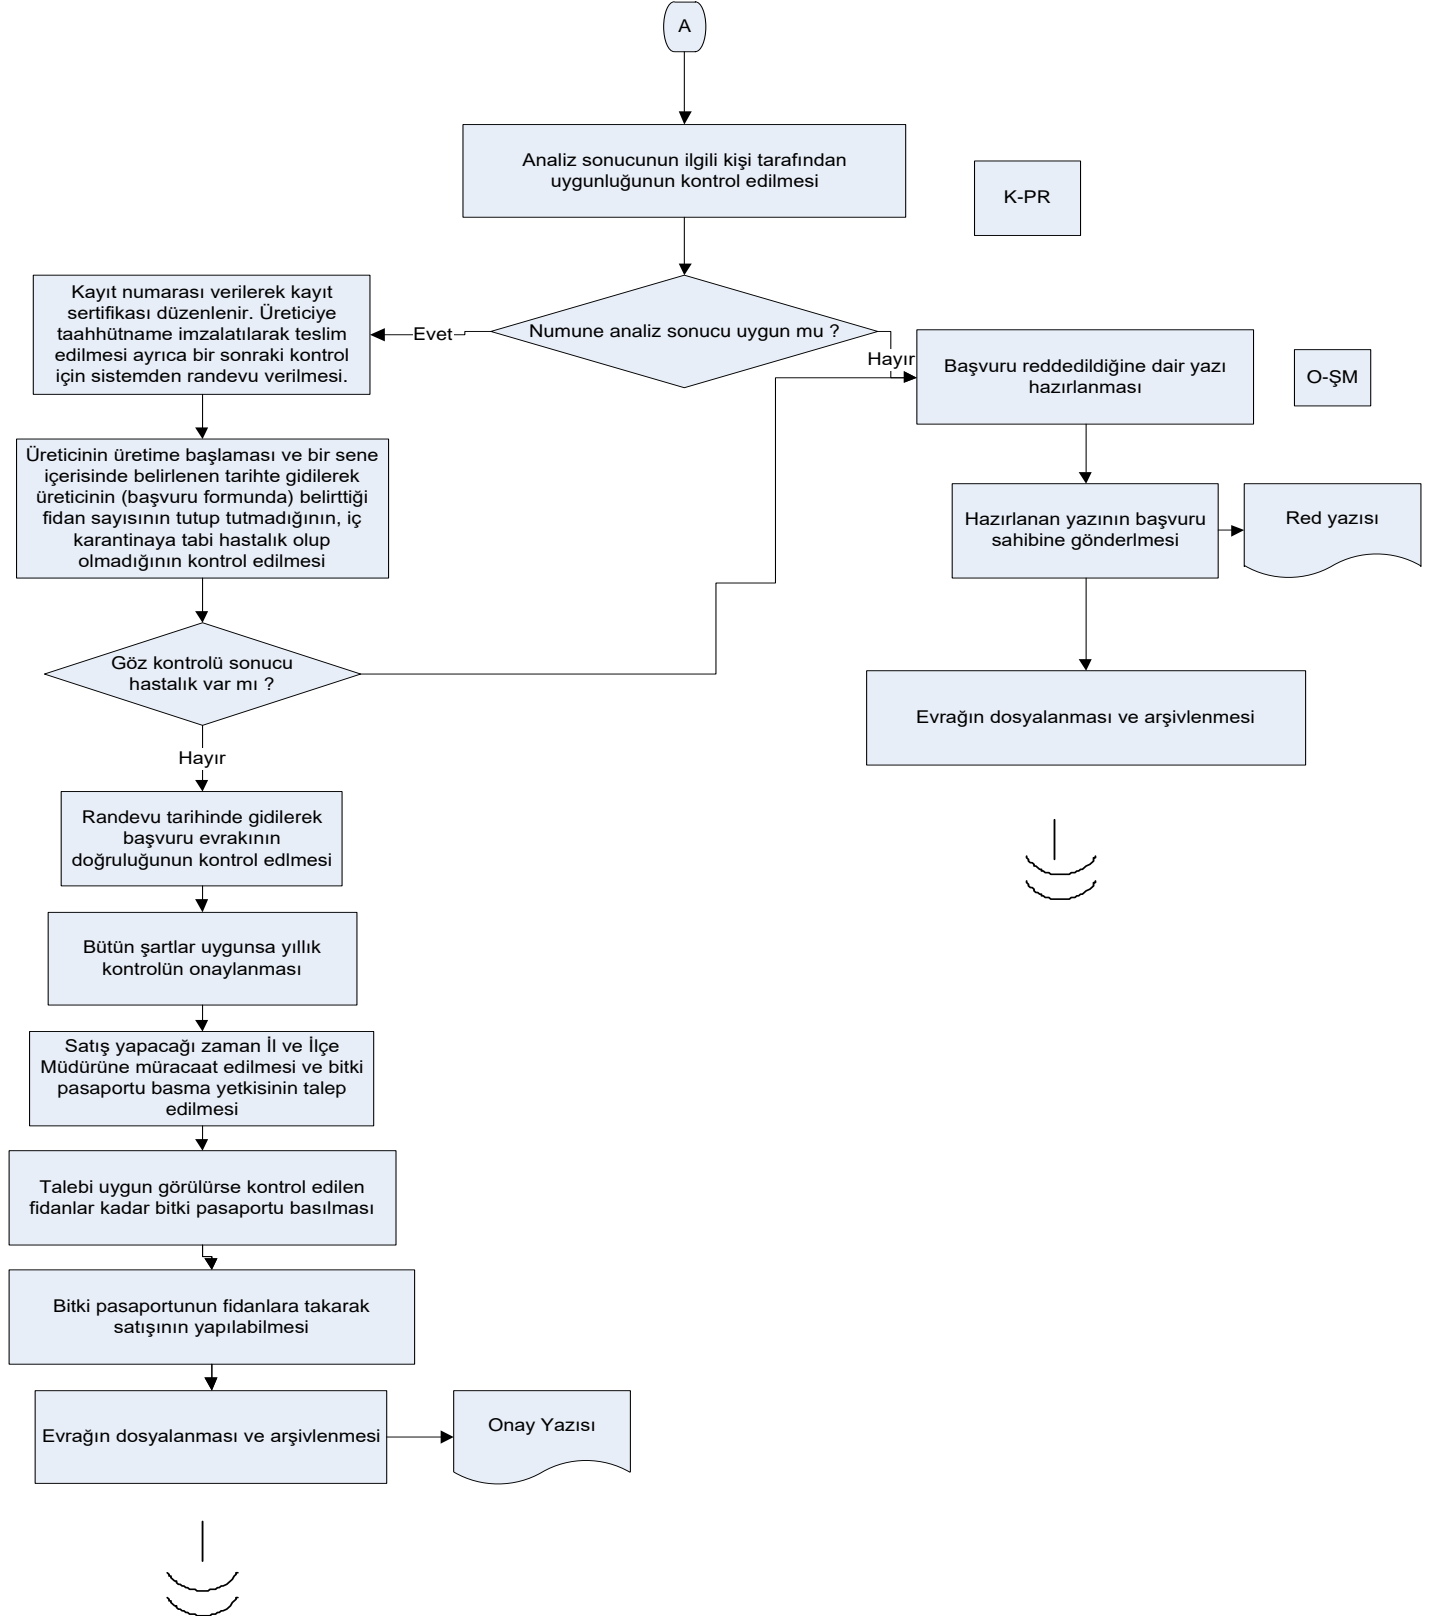 A
Analiz sonucunun ilgili kişi tarafından
uygunluğunun kontrol edilmesi
K-PR
Kayıt numarası verilerek kayıt
sertifikası düzenlenir. Üreticiye
taahhütname imzalatılarak teslim
edilmesi ayrıca bir sonraki kontrol
için sistemden randevu verilmesi.
Evet
Numune analiz sonucu uygun mu ?
Hayır
Başvuru reddedildiğine dair yazı
hazırlanması
O-ŞM
Üreticinin üretime başlaması ve bir sene
içerisinde belirlenen tarihte gidilerek
üreticinin (başvuru formunda) belirttiği
fidan sayısının tutup tutmadığının, iç
karantinaya tabi hastalık olup
olmadığının kontrol edilmesi
Hazırlanan yazının başvuru
sahibine gönderlmesi
Red yazısı
Göz kontrolü sonucu
hastalık var mı ?
Evrağın dosyalanması ve arşivlenmesi
Hayır
Randevu tarihinde gidilerek
başvuru evrakının
doğruluğunun kontrol edlmesi
Bütün şartlar uygunsa yıllık
kontrolün onaylanması
Satış yapacağı zaman İl ve İlçe
Müdürüne müracaat edilmesi ve bitki
pasaportu basma yetkisinin talep
edilmesi
Talebi uygun görülürse kontrol edilen
fidanlar kadar bitki pasaportu basılması
Bitki pasaportunun fidanlara takarak
satışının yapılabilmesi
Evrağın dosyalanması ve arşivlenmesi
Onay Yazısı